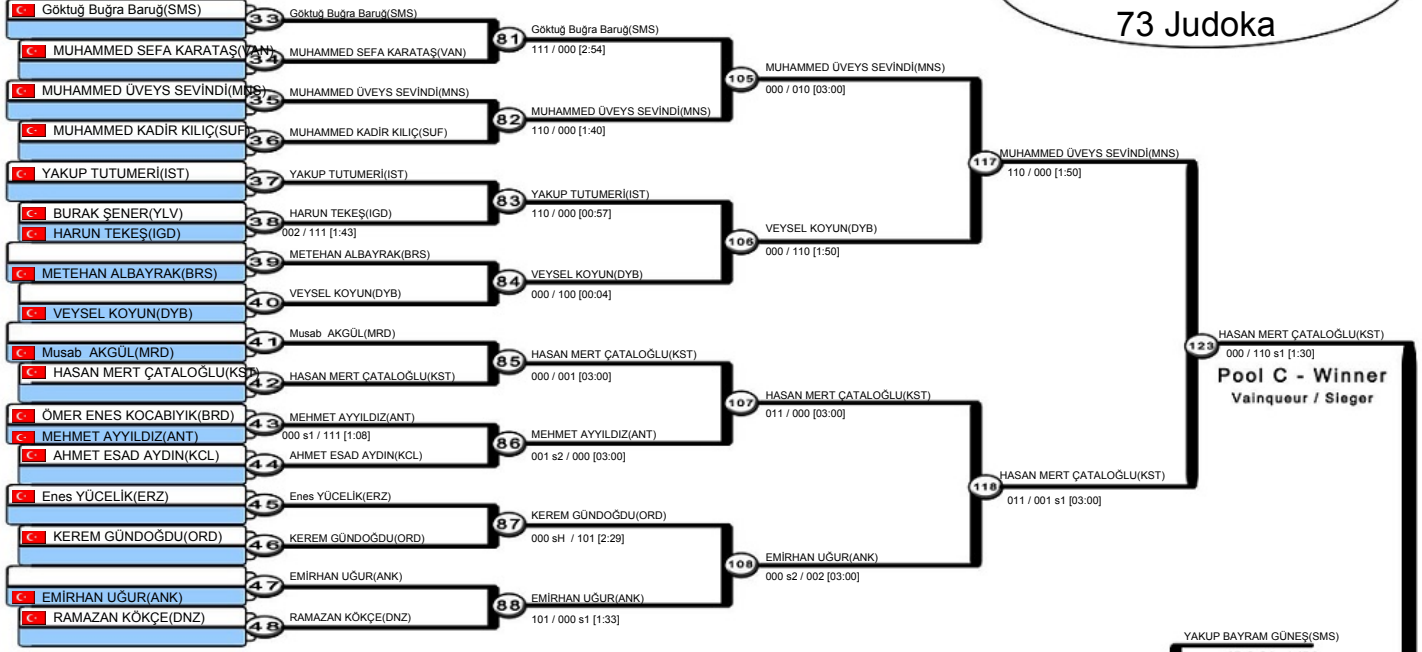 73 Judoka
Göktuğ Buğra Baruğ(SMS)
MUHAMMED SEFA KARATAŞ(VAN)
MUHAMMED ÜVEYS SEVİNDİ(MNS)
MUHAMMED KADİR KILIÇ(SUF)
YAKUP TUTUMERİ(IST)
BURAK ŞENER(YLV)
HARUN TEKEŞ(IGD)
METEHAN ALBAYRAK(BRS)
VEYSEL KOYUN(DYB)
Musab AKGÜL(MRD)
HASAN MERT ÇATALOĞLU(KST)
ÖMER ENES KOCABIYIK(BRD)
MEHMET AYYILDIZ(ANT)
AHMET ESAD AYDIN(KCL)
Enes YÜCELİK(ERZ)
KEREM GÜNDOĞDU(ORD)
EMİRHAN UĞUR(ANK)
RAMAZAN KÖKÇE(DNZ)
33 Göktuğ Buğra Baruğ(SMS)
34 MUHAMMED SEFA KARATAŞ(VAN)
35 MUHAMMED ÜVEYS SEVİNDİ(MNS)
36 MUHAMMED KADİR KILIÇ(SUF)
37 YAKUP TUTUMERİ(IST)
38 HARUN TEKEŞ(IGD)
002 / 111 [1:43]
39 METEHAN ALBAYRAK(BRS)
40 VEYSEL KOYUN(DYB)
41 Musab AKGÜL(MRD)
42 HASAN MERT ÇATALOĞLU(KST)
43 MEHMET AYYILDIZ(ANT)
000 s1 / 111 [1:08]
44 AHMET ESAD AYDIN(KCL)
45 Enes YÜCELİK(ERZ)
46 KEREM GÜNDOĞDU(ORD)
47 EMİRHAN UĞUR(ANK)
48 RAMAZAN KÖKÇE(DNZ)
81 Göktuğ Buğra Baruğ(SMS)
111 / 000 [2:54]
82 MUHAMMED ÜVEYS SEVİNDİ(MNS)
110 / 000 [1:40]
83 YAKUP TUTUMERİ(IST)
110 / 000 [00:57]
84 VEYSEL KOYUN(DYB)
000 / 100 [00:04]
85 HASAN MERT ÇATALOĞLU(KST)
000 / 001 [03:00]
86 MEHMET AYYILDIZ(ANT)
001 s2 / 000 [03:00]
87 KEREM GÜNDOĞDU(ORD)
000 sH / 101 [2:29]
88 EMİRHAN UĞUR(ANK)
101 / 000 s1 [1:33]
105 MUHAMMED ÜVEYS SEVİNDİ(MNS)
000 / 010 [03:00]
106 VEYSEL KOYUN(DYB)
000 / 110 [1:50]
107 HASAN MERT ÇATALOĞLU(KST)
011 / 000 [03:00]
108 EMİRHAN UĞUR(ANK)
000 s2 / 002 [03:00]
117 MUHAMMED ÜVEYS SEVİNDİ(MNS)
110 / 000 [1:50]
118 HASAN MERT ÇATALOĞLU(KST)
011 / 001 s1 [03:00]
123 HASAN MERT ÇATALOĞLU(KST)
000 / 110 s1 [1:30]
Pool C - Winner
Vainqueur / Sieger
YAKUP BAYRAM GÜNEŞ(SMS)